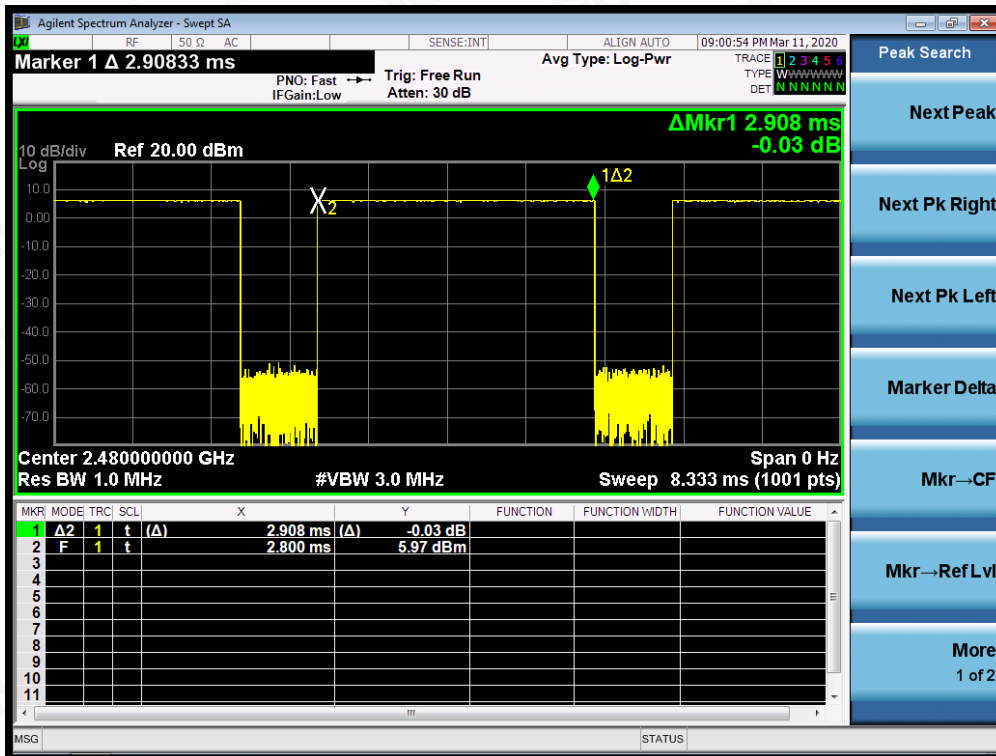 Agilent Spectrum Analyzer - Swept SA
LXI RF 50 Ω AC SENSE:INT ALIGN AUTO 09:00:54 PM Mar 11, 2020
Marker 1 Δ 2.90833 ms
PNO: Fast
IFGain:Low
Trig: Free Run
Atten: 30 dB
Avg Type: Log-Pwr
TRACE 1 2 3 4 5 6
TYPE WWWWWW
DET N N N N N N
ΔMkr1 2.908 ms
-0.03 dB
10 dB/div Ref 20.00 dBm
Log
10.0
0.00
-10.0
-20.0
-30.0
-40.0
-50.0
-60.0
-70.0
2
1Δ2
Center 2.480000000 GHz Span 0 Hz
Res BW 1.0 MHz #VBW 3.0 MHz Sweep 8.333 ms (1001 pts)
MKR MODE TRC SCL X Y FUNCTION FUNCTION WIDTH FUNCTION VALUE
1 Δ2 1 t (Δ) 2.908 ms (Δ) -0.03 dB
2 F 1 t 2.800 ms 5.97 dBm
3
4
5
6
7
8
9
10
11
MSG STATUS
Peak Search
Next Peak
Next Pk Right
Next Pk Left
Marker Delta
Mkr→CF
Mkr→Ref Lvl
More
1 of 2